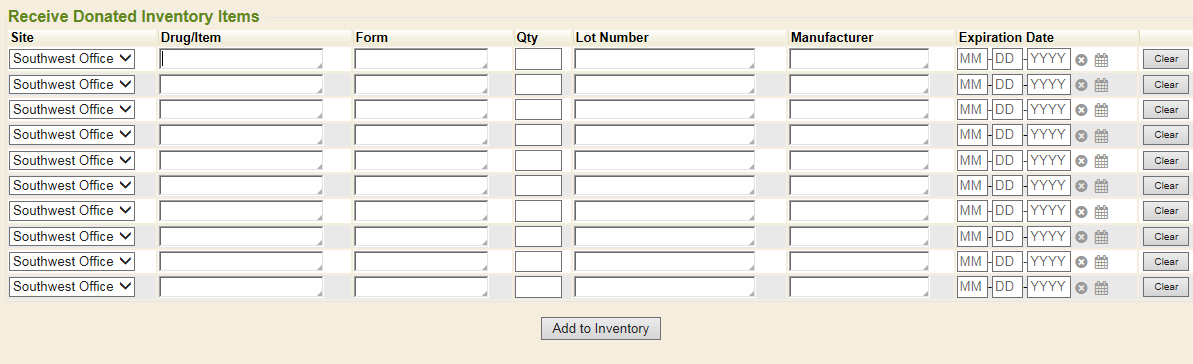 Receive Donated Inventory Items
Site Drug/Item Form Qty Lot Number Manufacturer Expiration Date
Southwest Office MM - DD - YYYY Clear
Southwest Office MM - DD - YYYY Clear
Southwest Office MM - DD - YYYY Clear
Southwest Office MM - DD - YYYY Clear
Southwest Office MM - DD - YYYY Clear
Southwest Office MM - DD - YYYY Clear
Southwest Office MM - DD - YYYY Clear
Southwest Office MM - DD - YYYY Clear
Southwest Office MM - DD - YYYY Clear
Southwest Office MM - DD - YYYY Clear
Add to Inventory